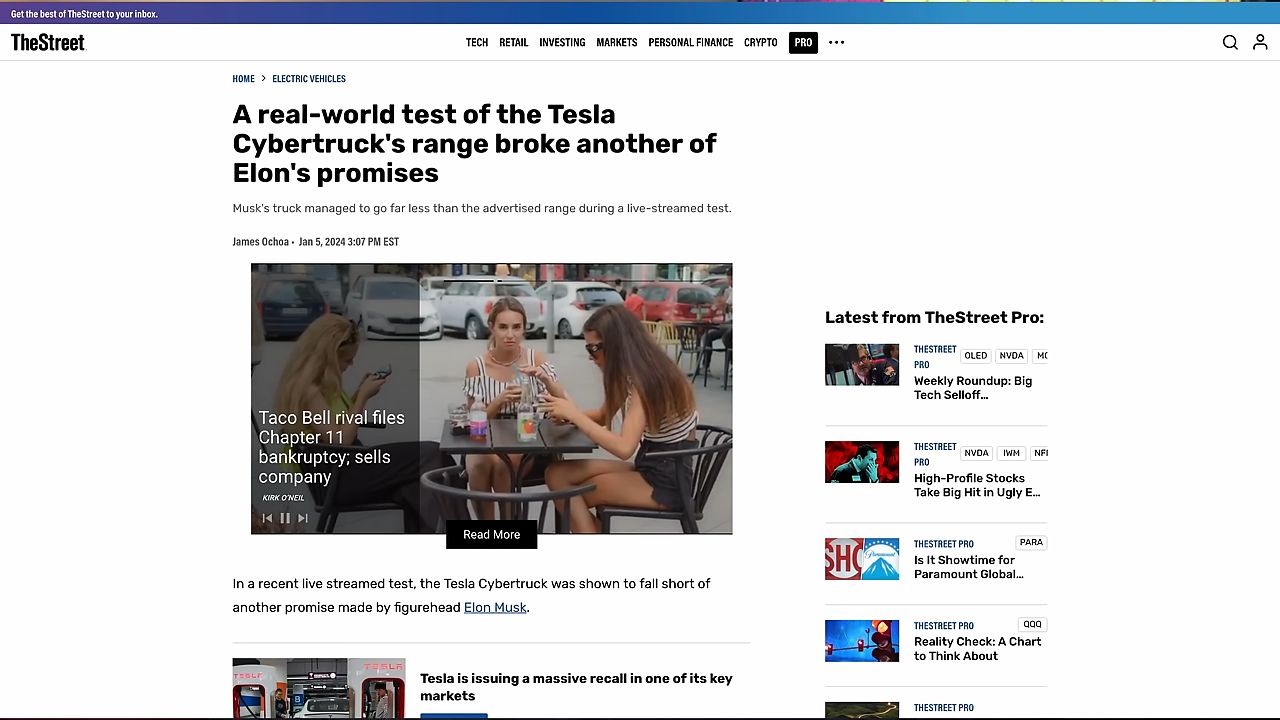 Get the best of TheStreet to your inbox.
TheStreet
TECH RETAIL INVESTING MARKETS PERSONAL FINANCE CRYPTO PRO
HOME > ELECTRIC VEHICLES
A real-world test of the Tesla
Cybertruck's range broke another of
Elon's promises
Musk's truck managed to go far less than the advertised range during a live-streamed test.
James Ochoa • Jan 5, 2024 3:07 PM EST
Taco Bell rival files
Chapter 11
bankruptcy; sells
company
KIRK O'NEIL
Read More
In a recent live streamed test, the Tesla Cybertruck was shown to fall short of
another promise made by figurehead Elon Musk.
TESLA
TESLA
Tesla is issuing a massive recall in one of its key
markets
Latest from TheStreet Pro:
THESTREET PRO
OLED NVDA
Weekly Roundup: Big
Tech Selloff...
THESTREET PRO
NVDA IWM
High-Profile Stocks
Take Big Hit in Ugly E...
SHO
Paramount
THESTREET PRO
PARA
Is It Showtime for
Paramount Global...
THESTREET PRO
QQQ
Reality Check: A Chart
to Think About
THESTREET PRO